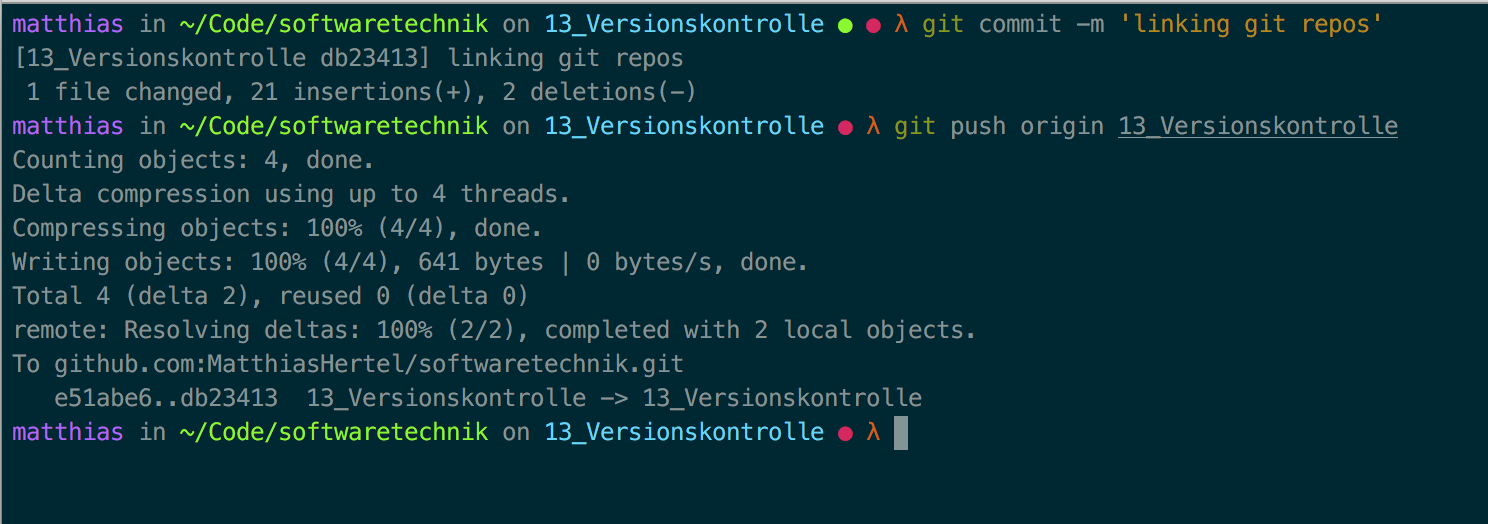 matthias in ~/Code/softwaretechnik on 13_Versionskontrolle ● ● λ git commit -m 'linking git repos'
[13_Versionskontrolle db23413] linking git repos
 1 file changed, 21 insertions(+), 2 deletions(-)
matthias in ~/Code/softwaretechnik on 13_Versionskontrolle ● λ git push origin 13_Versionskontrolle
Counting objects: 4, done.
Delta compression using up to 4 threads.
Compressing objects: 100% (4/4), done.
Writing objects: 100% (4/4), 641 bytes | 0 bytes/s, done.
Total 4 (delta 2), reused 0 (delta 0)
remote: Resolving deltas: 100% (2/2), completed with 2 local objects.
To github.com:MatthiasHertel/softwaretechnik.git
   e51abe6..db23413  13_Versionskontrolle -> 13_Versionskontrolle
matthias in ~/Code/softwaretechnik on 13_Versionskontrolle ● λ